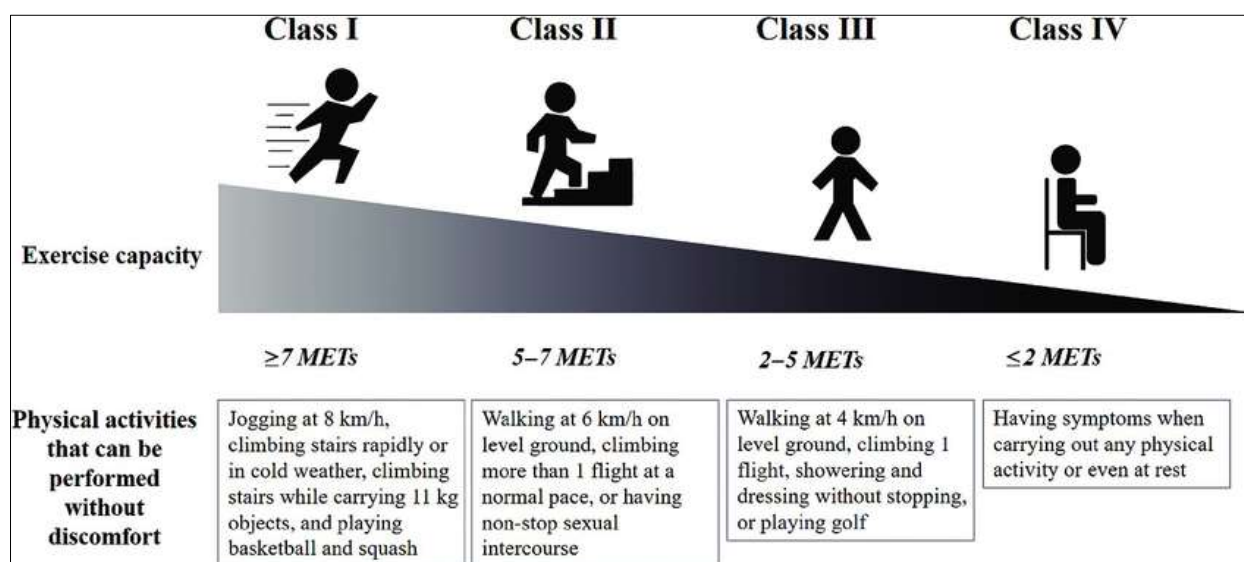 Class I
Class II
Class III
Class IV
Exercise capacity
≥7 METs
5–7 METs
2–5 METs
≤2 METs
Physical activities
that can be
performed
without
discomfort
Jogging at 8 km/h,
climbing stairs rapidly or
in cold weather, climbing
stairs while carrying 11 kg
objects, and playing
basketball and squash
Walking at 6 km/h on
level ground, climbing
more than 1 flight at a
normal pace, or having
non-stop sexual
intercourse
Walking at 4 km/h on
level ground, climbing 1
flight, showering and
dressing without stopping,
or playing golf
Having symptoms when
carrying out any physical
activity or even at rest